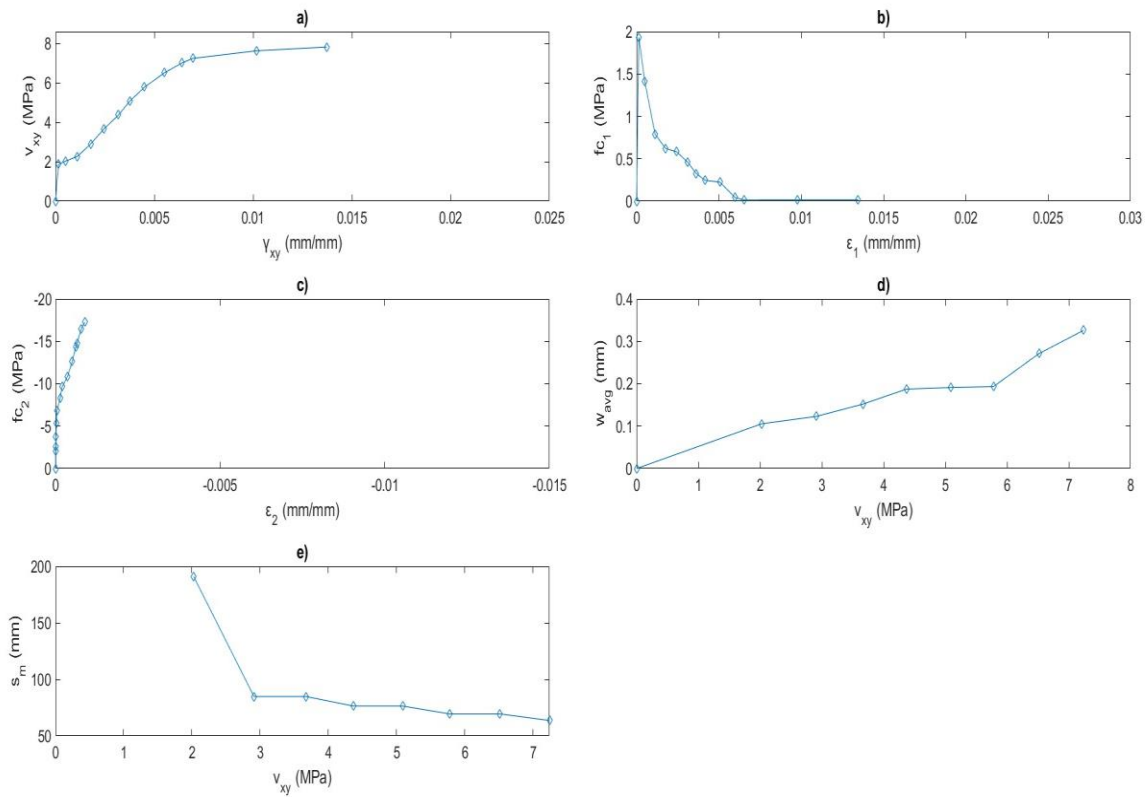 a)
v_xy (MPa)
8
6
4
2
0
0 0.005 0.01 0.015 0.02 0.025
γ_xy (mm/mm)
b)
fc_1 (MPa)
2
1.5
1
0.5
0
0 0.005 0.01 0.015 0.02 0.025 0.03
ε_1 (mm/mm)
c)
fc_2 (MPa)
-20
-15
-10
-5
0
0 -0.005 -0.01 -0.015
ε_2 (mm/mm)
d)
w_avg (mm)
0.4
0.3
0.2
0.1
0
0 1 2 3 4 5 6 7 8
v_xy (MPa)
e)
s_m (mm)
200
150
100
50
0 1 2 3 4 5 6 7
v_xy (MPa)